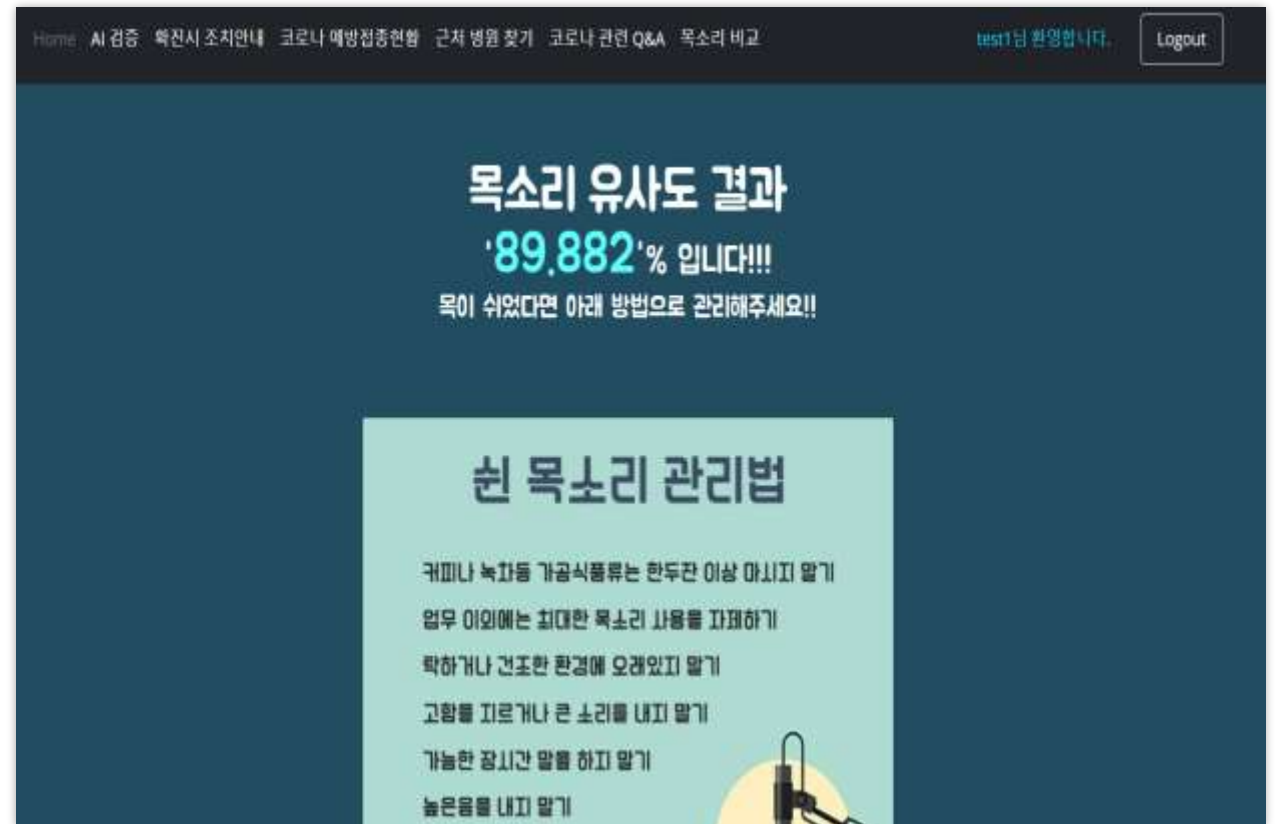 Home AI 검증 확진시 조치안내 코로나 예방접종현황 근처 병원 찾기 코로나 관련 Q&A 목소리 비교 test1님 환영합니다. Logout
목소리 유사도 결과
'89.882'% 입니다!!!
목이 쉬었다면 아래 방법으로 관리해주세요!!
쉰 목소리 관리법
커피나 녹차등 가공식품류는 한두잔 이상 마시지 말기
업무 이외에는 최대한 목소리 사용을 자제하기
탁하거나 건조한 환경에 오래있지 말기
고함을 지르거나 큰 소리를 내지 말기
가능한 장시간 말을 하지 말기
높은음을 내지 말기